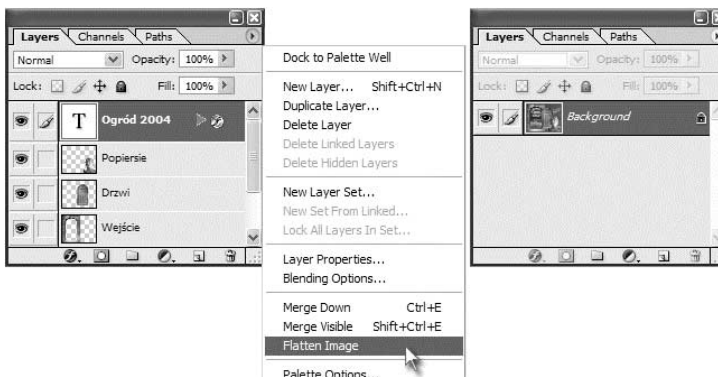 Layers Channels Paths
Normal Opacity: 100%
Lock: Fill: 100%
T Ogród 2004
Popiersie
Drzwi
Wejście
Dock to Palette Well
New Layer... Shift+Ctrl+N
Duplicate Layer...
Delete Layer
Delete Linked Layers
Delete Hidden Layers
New Layer Set...
New Set From Linked...
Lock All Layers In Set...
Layer Properties...
Blending Options...
Merge Down Ctrl+E
Merge Visible Shift+Ctrl+E
Flatten Image
Palette Options...
Layers Channels Paths
Normal Opacity: 100%
Lock: Fill: 100%
Background